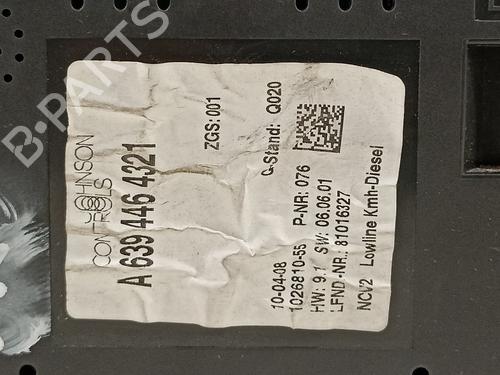 JOHNSON
CONTROLS
A 639 446 4321
ZGS: 001
Q-Stand: Q020
10-04-08
1026810-55 P-NR: 076
HW: 9.1 SW: 06.06.01
LFND-NR.: 81016327
NCV2 Lowline Kmh-Diesel
B-PARTS